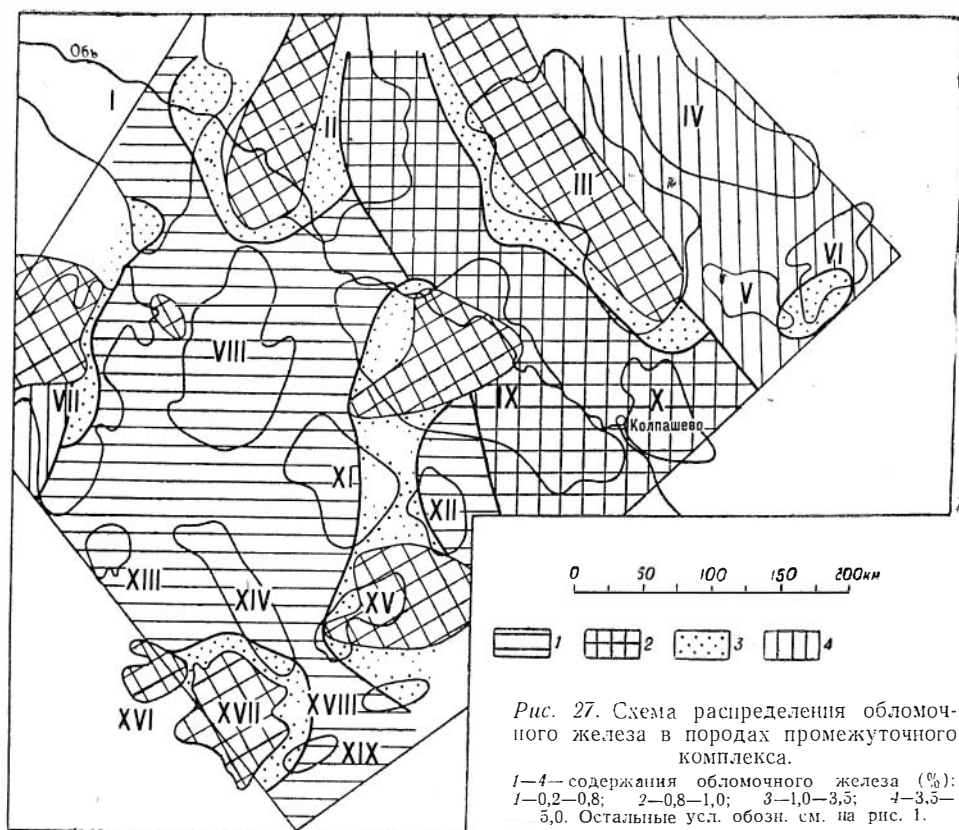 Обь
I
II
III
IV
V
VI
VII
VIII
IX
X
Колпашево
XI
XII
XIII
XIV
XV
XVI
XVII
XVIII
XIX
0 50 100 150 200км
1 2 3 4
Рис. 27. Схема распределения обломоч-
ного железа в породах промежуточного
комплекса.
1—4—содержания обломочного железа (%):
1—0,2—0,8; 2—0,8—1,0; 3—1,0—3,5; 4—3,5—
5,0. Остальные усл. обозн. см. на рис. 1.